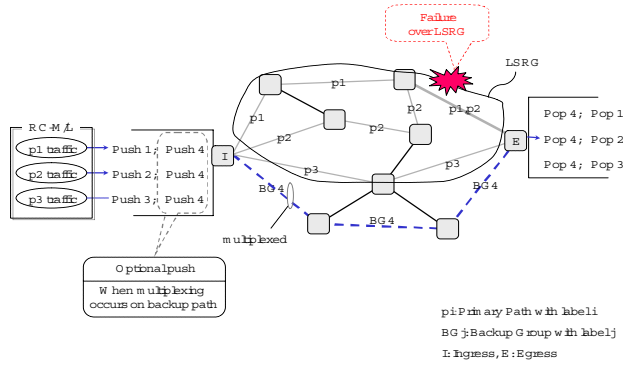 Failure
over LSRG
LSRG
p1
p1,p2
p1
p2
p2
p2
p3
p3
RC-M/L
p1 traffic
p2 traffic
p3 traffic
Push 1; Push 4
Push 2; Push 4
Push 3; Push 4
I
E
Pop 4; Pop 1
Pop 4; Pop 2
Pop 4; Pop 3
BG 4
BG 4
BG 4
multiplexed
Optional push
When multiplexing
occurs on backup path
pi: Primary Path with label i
BGj: Backup Group with label j
I: Ingress, E: Egress